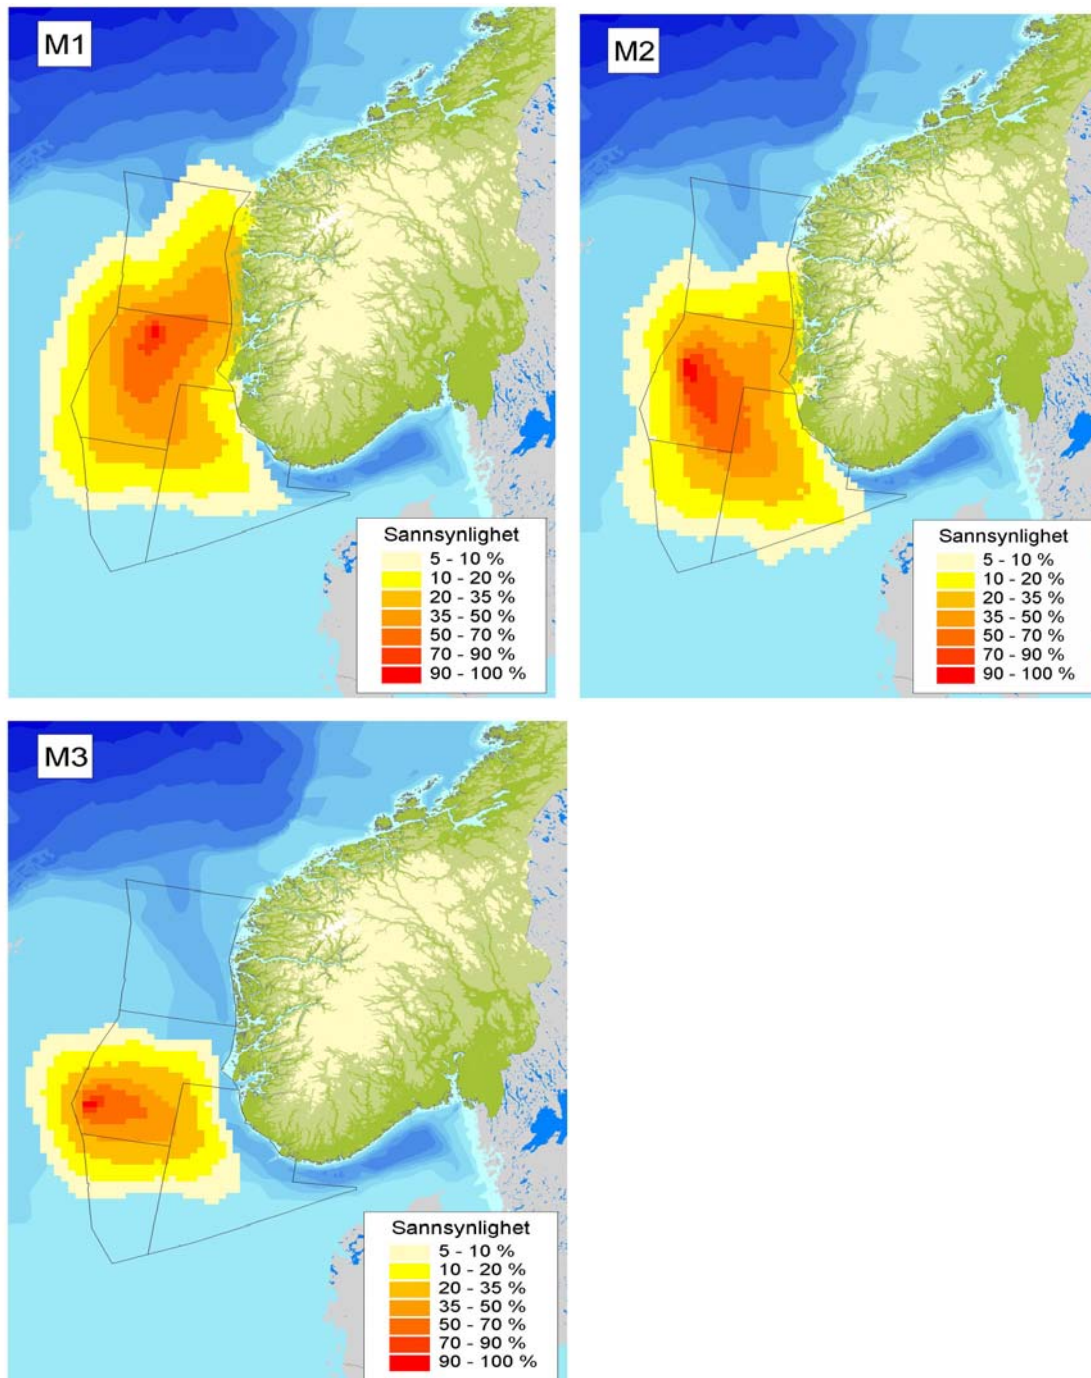 M1
Sannsynlighet
5 - 10 %
10 - 20 %
20 - 35 %
35 - 50 %
50 - 70 %
70 - 90 %
90 - 100 %
M2
Sannsynlighet
5 - 10 %
10 - 20 %
20 - 35 %
35 - 50 %
50 - 70 %
70 - 90 %
90 - 100 %
M3
Sannsynlighet
5 - 10 %
10 - 20 %
20 - 35 %
35 - 50 %
50 - 70 %
70 - 90 %
90 - 100 %